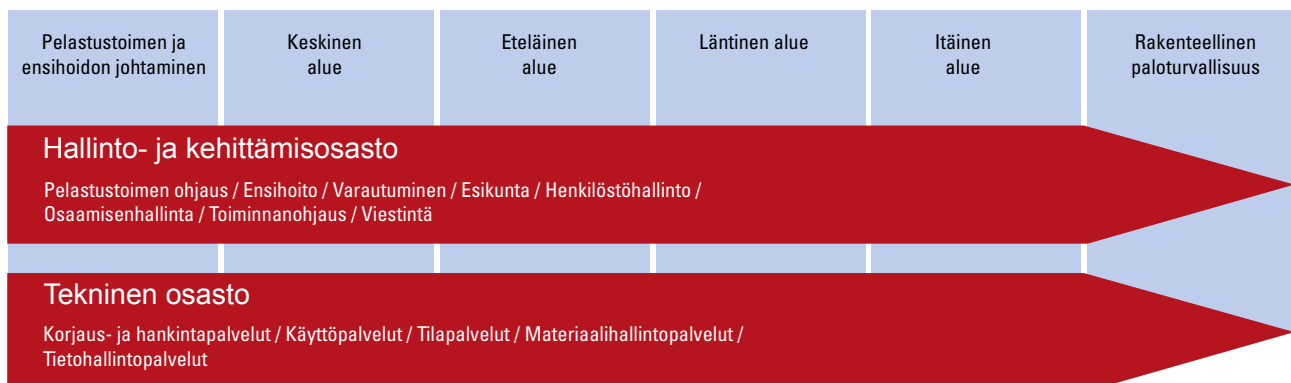 Pelastustoimen ja
ensihoidon johtaminen
Keskinen
alue
Eteläinen
alue
Läntinen alue
Itäinen
alue
Rakenteellinen
paloturvallisuus
Hallinto- ja kehittämisosasto
Pelastustoimen ohjaus / Ensihoito / Varautuminen / Esikunta / Henkilöstöhallinto /
Osaamisenhallinta / Toiminnanohjaus / Viestintä
Tekninen osasto
Korjaus- ja hankintapalvelut / Käyttöpalvelut / Tilapalvelut / Materiaalihallintopalvelut /
Tietohallintopalvelut